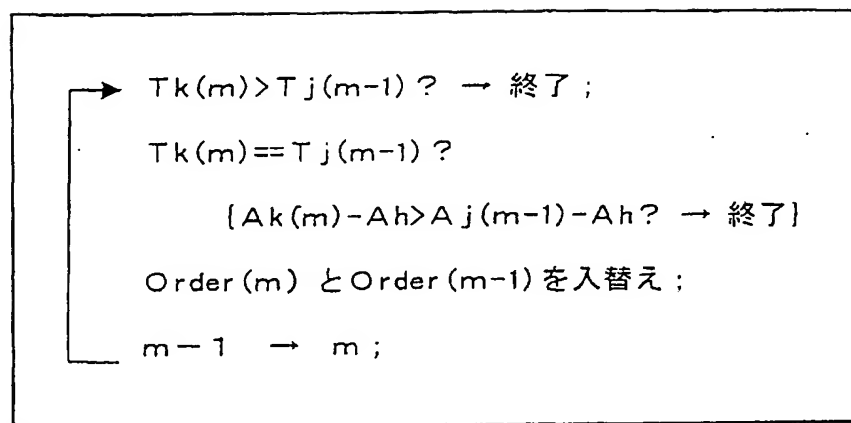 Tk(m)>Tj(m-1)? → 終了;
Tk(m)==Tj(m-1)?
{Ak(m)-Ah>Aj(m-1)-Ah? → 終了}
Order(m)とOrder(m-1)を入替え;
m-1 → m;